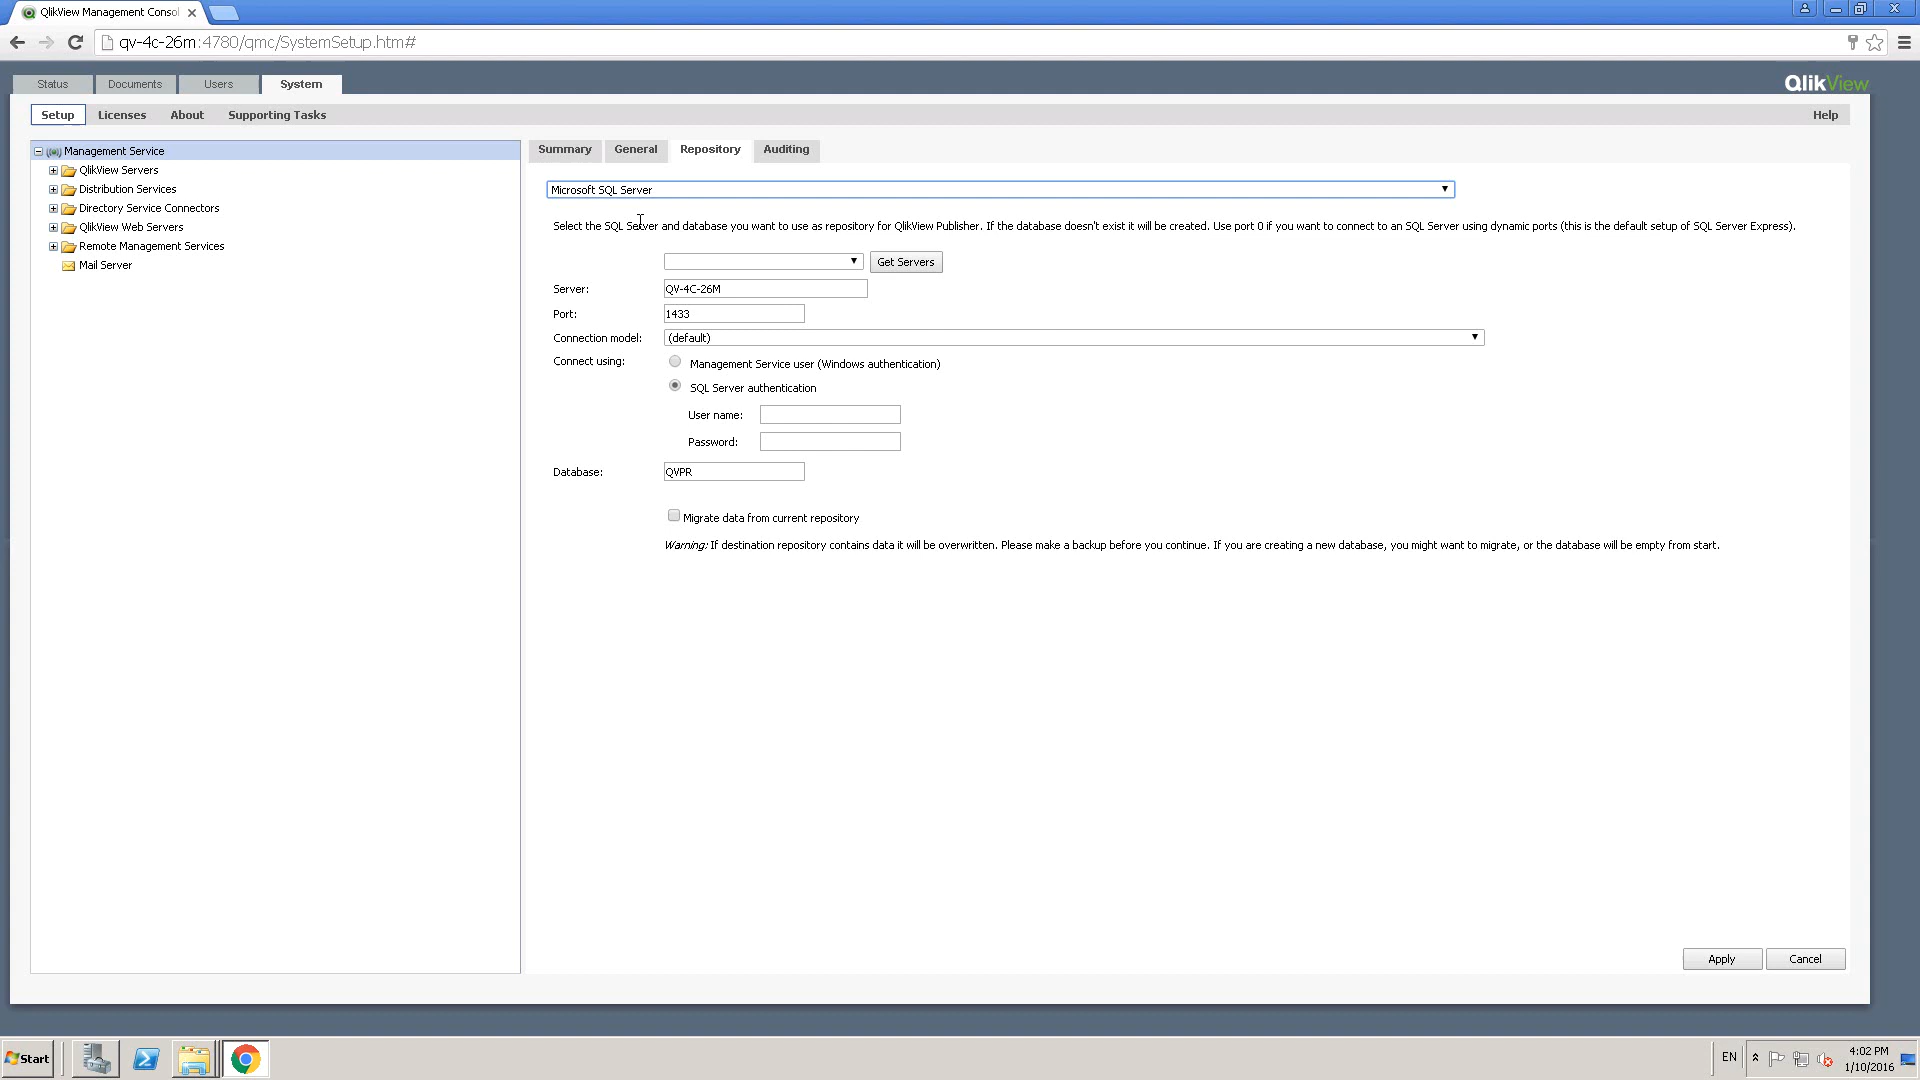 QlikView Management Consol
qv-4c-26m:4780/qmc/SystemSetup.htm#
Status Documents Users System
QlikView
Setup Licenses About Supporting Tasks Help
Management Service
QlikView Servers
Distribution Services
Directory Service Connectors
QlikView Web Servers
Remote Management Services
Mail Server
Summary General Repository Auditing
Microsoft SQL Server
Select the SQL Server and database you want to use as repository for QlikView Publisher. If the database doesn't exist it will be created. Use port 0 if you want to connect to an SQL Server using dynamic ports (this is the default setup of SQL Server Express).
Get Servers
Server: QV-4C-26M
Port: 1433
Connection model: (default)
Connect using: Management Service user (Windows authentication)
SQL Server authentication
User name:
Password:
Database: QVPR
Migrate data from current repository
Warning: If destination repository contains data it will be overwritten. Please make a backup before you continue. If you are creating a new database, you might want to migrate, or the database will be empty from start.
Apply Cancel
Start
EN
4:02 PM
1/10/2016